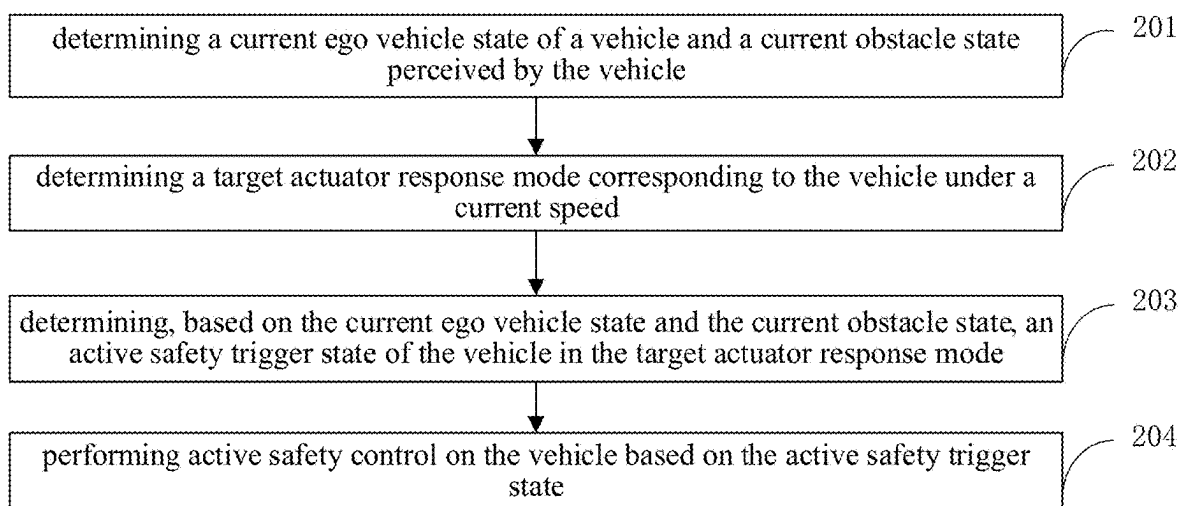 determining a current ego vehicle state of a vehicle and a current obstacle state
perceived by the vehicle
201
determining a target actuator response mode corresponding to the vehicle under a
current speed
202
determining, based on the current ego vehicle state and the current obstacle state, an
active safety trigger state of the vehicle in the target actuator response mode
203
performing active safety control on the vehicle based on the active safety trigger
state
204